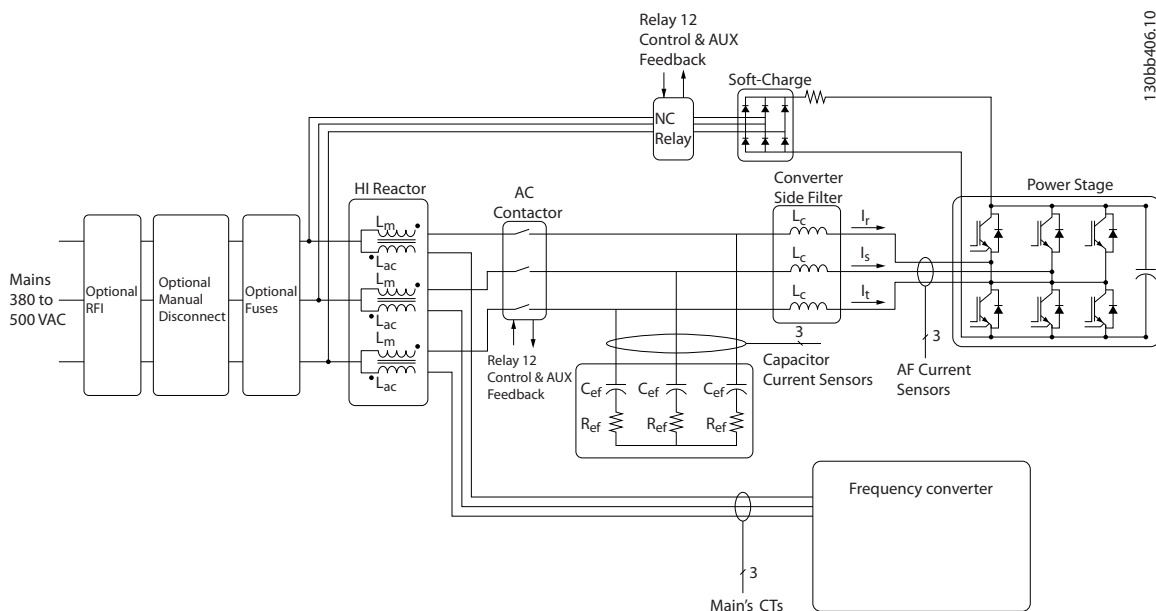 Relay 12
Control & AUX
Feedback
130bb406.10
Soft-Charge
NC
Relay
HI Reactor
AC
Contactor
Converter
Side Filter
Power Stage
Mains
380 to
500 VAC
Optional
RFI
Optional
Manual
Disconnect
Optional
Fuses
Lm
Lac
Lm
Lac
Lm
Lac
Lc
Lc
Lc
Ir
Is
It
Relay 12
Control & AUX
Feedback
3
Capacitor
Current Sensors
3
AF Current
Sensors
Cef
Cef
Cef
Ref
Ref
Ref
Frequency converter
3
Main's CTs